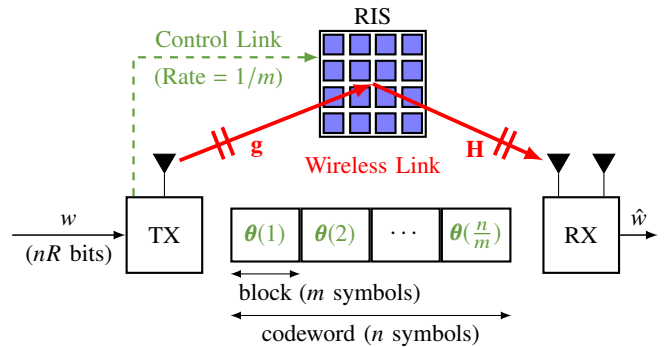 RIS
Control Link
(Rate = 1/m)
g
H
Wireless Link
w
(nR bits)
TX
θ(1)
θ(2)
···
θ(n/m)
RX
ŵ
block (m symbols)
codeword (n symbols)